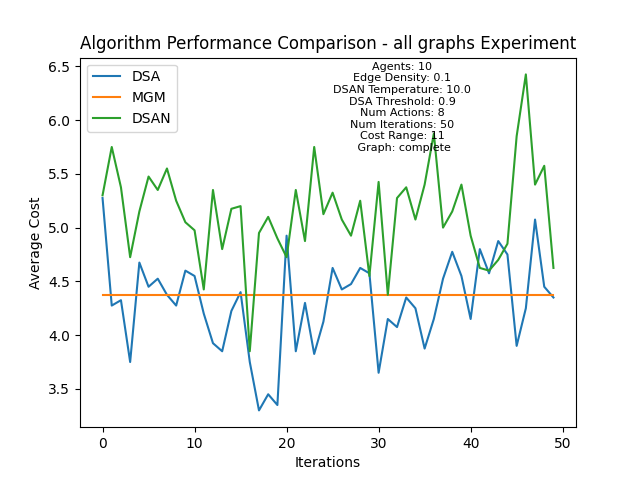 Algorithm Performance Comparison - all graphs Experiment
DSA
MGM
DSAN
Agents: 10
Edge Density: 0.1
DSAN Temperature: 10.0
DSA Threshold: 0.9
Num Actions: 8
Num Iterations: 50
Cost Range: 11
Graph: complete
Average Cost
6.5
6.0
5.5
5.0
4.5
4.0
3.5
0
10
20
30
40
50
Iterations